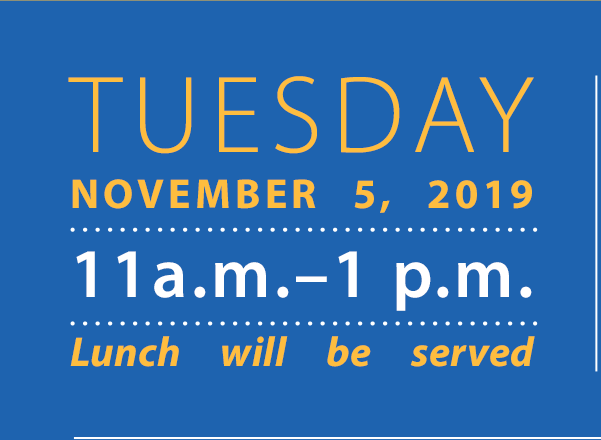 TUESDAY
NOVEMBER 5, 2019
11a.m.–1 p.m.
Lunch will be served